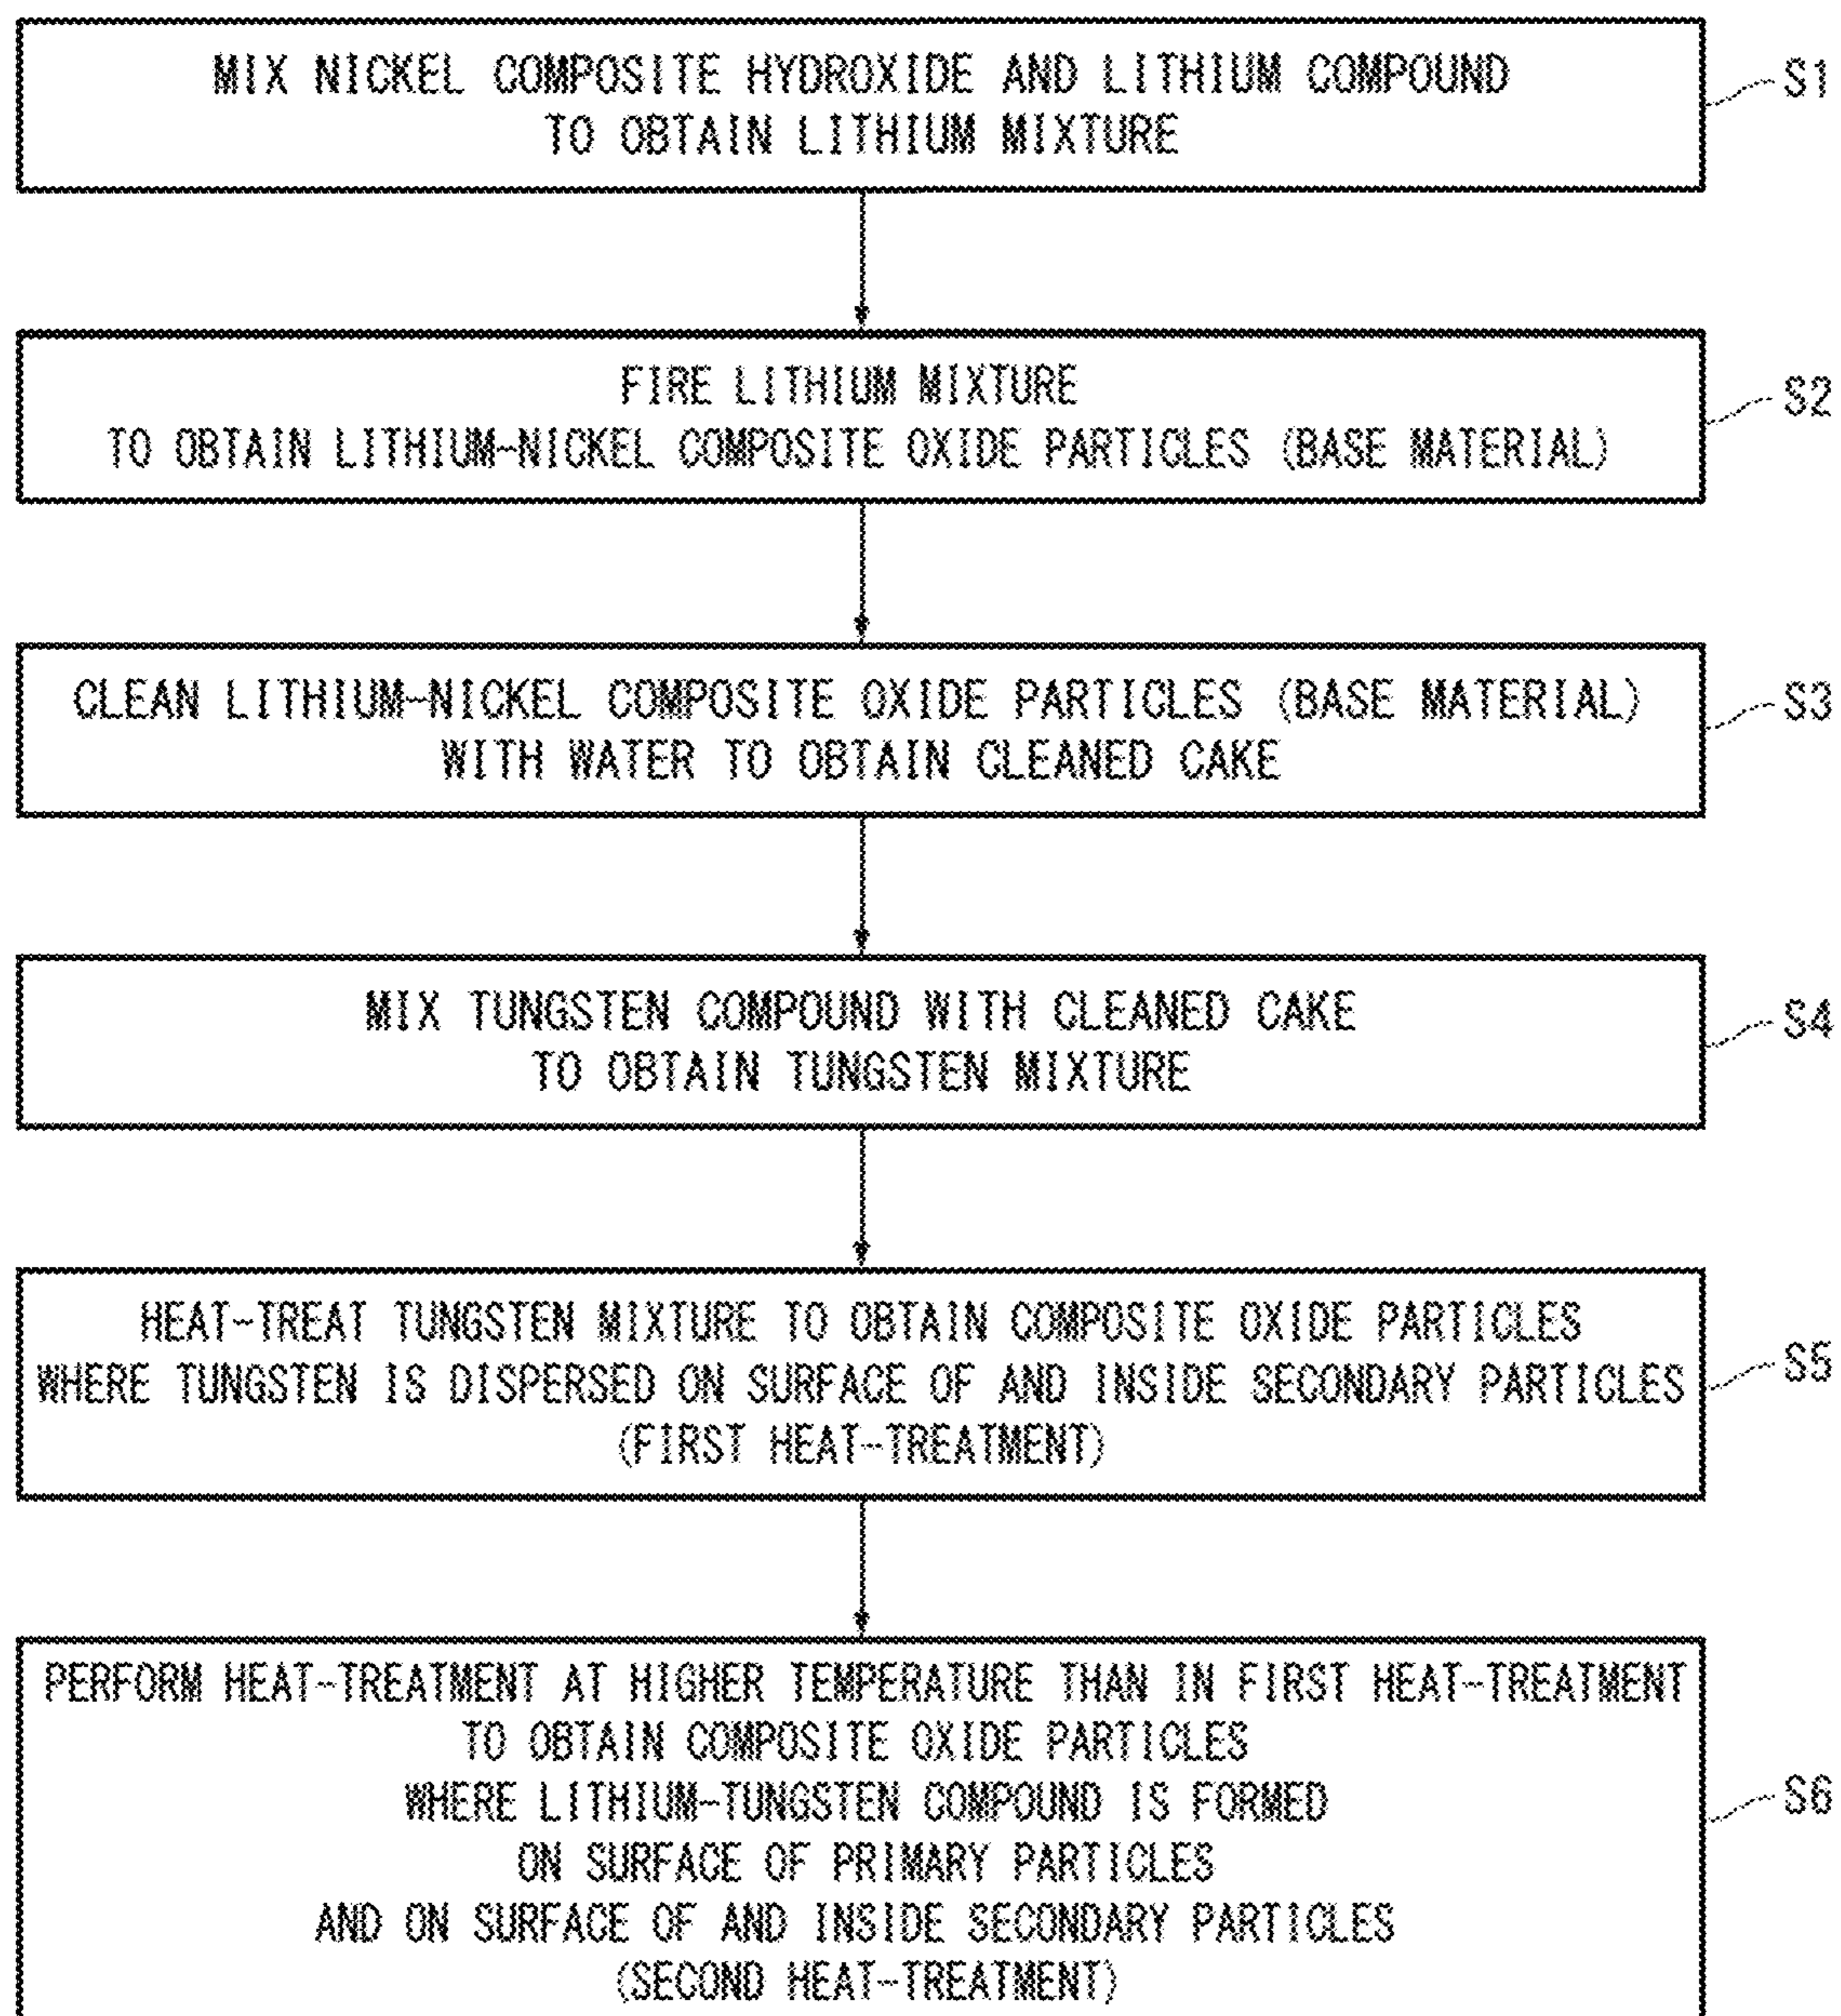 MIX NICKEL COMPOSITE HYDROXIDE AND LITHIUM COMPOUND
TO OBTAIN LITHIUM MIXTURE
S1
FIRE LITHIUM MIXTURE
TO OBTAIN LITHIUM-NICKEL COMPOSITE OXIDE PARTICLES (BASE MATERIAL)
S2
CLEAN LITHIUM-NICKEL COMPOSITE OXIDE PARTICLES (BASE MATERIAL)
WITH WATER TO OBTAIN CLEANED CAKE
S3
MIX TUNGSTEN COMPOUND WITH CLEANED CAKE
TO OBTAIN TUNGSTEN MIXTURE
S4
HEAT-TREAT TUNGSTEN MIXTURE TO OBTAIN COMPOSITE OXIDE PARTICLES
WHERE TUNGSTEN IS DISPERSED ON SURFACE OF AND INSIDE SECONDARY PARTICLES
(FIRST HEAT-TREATMENT)
S5
PERFORM HEAT-TREATMENT AT HIGHER TEMPERATURE THAN IN FIRST HEAT-TREATMENT
TO OBTAIN COMPOSITE OXIDE PARTICLES
WHERE LITHIUM-TUNGSTEN COMPOUND IS FORMED
ON SURFACE OF PRIMARY PARTICLES
AND ON SURFACE OF AND INSIDE SECONDARY PARTICLES
(SECOND HEAT-TREATMENT)
S6